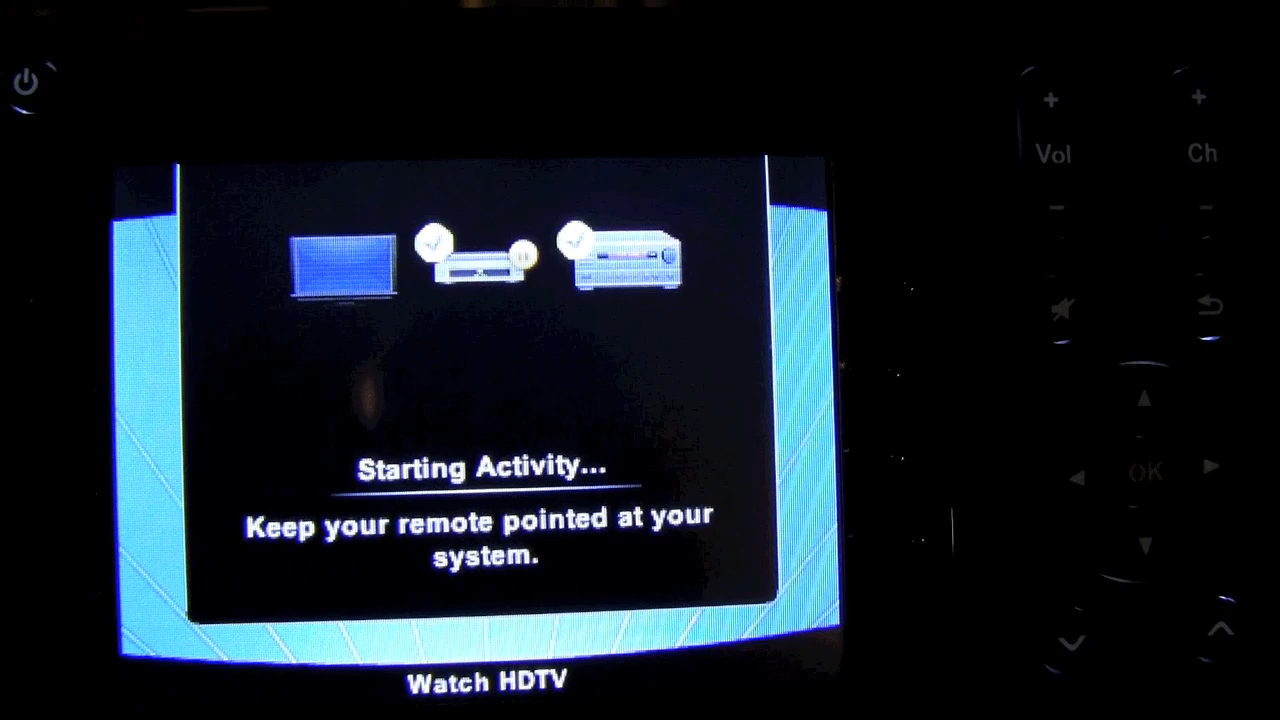 Vol
Ch
OK
Starting Activity...
Keep your remote pointed at your
system.
Watch HDTV